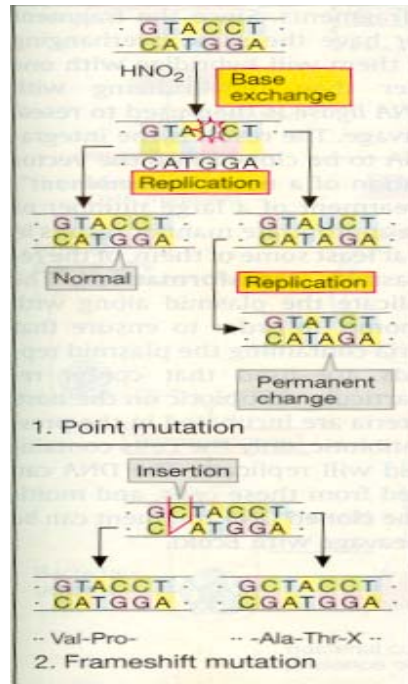 GTACCT
CATGGA
HNO2
Base
exchange
GTAUCT
CATGGA
Replication
GTACCT
CATGGA
Normal
GTAUCT
CATAGA
Replication
GTATCT
CATAGA
Permanent
change
1. Point mutation
Insertion
GCTACCT
C ATGGA
GTACCT
CATGGA
GCTACCT
CGATGGA
·· Val-Pro-
·· -Ala-Thr-X ··
2. Frameshift mutation